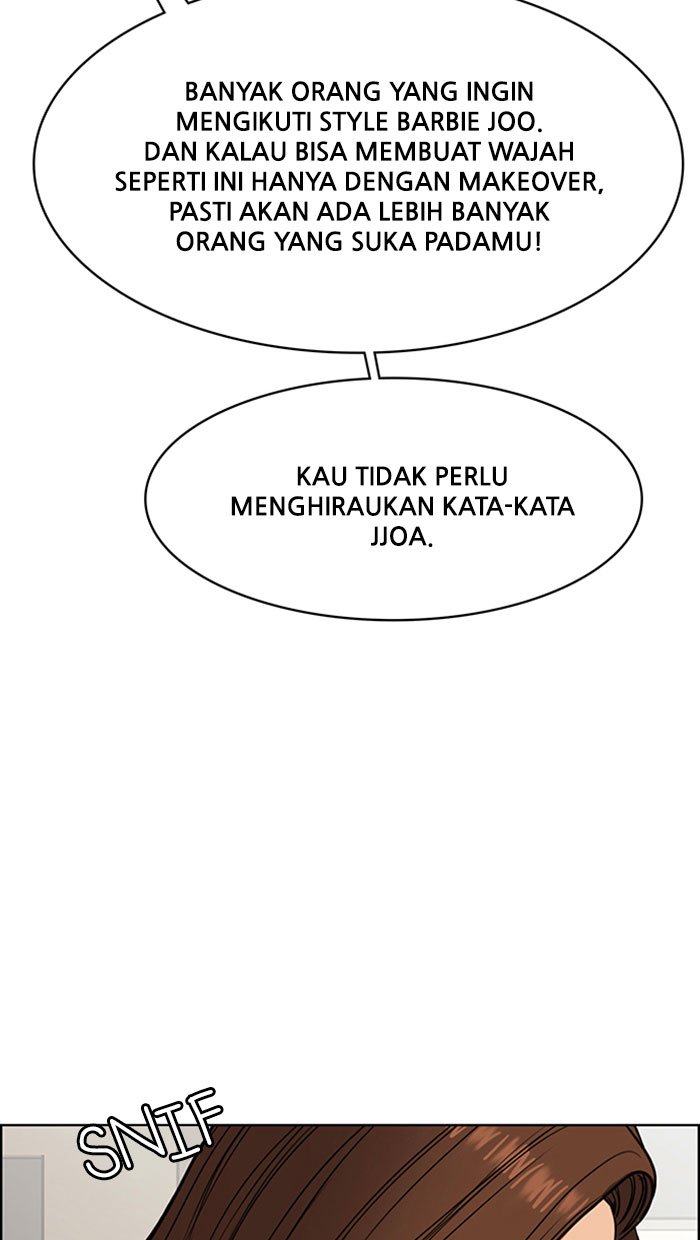 BANYAK ORANG YANG INGIN
MENGIKUTI STYLE BARBIE JOO.
DAN KALAU BISA MEMBUAT WAJAH
SEPERTI INI HANYA DENGAN MAKEOVER,
PASTI AKAN ADA LEBIH BANYAK
ORANG YANG SUKA PADAMU!
KAU TIDAK PERLU
MENGHIRAUKAN KATA-KATA
JJOA.
SNIF